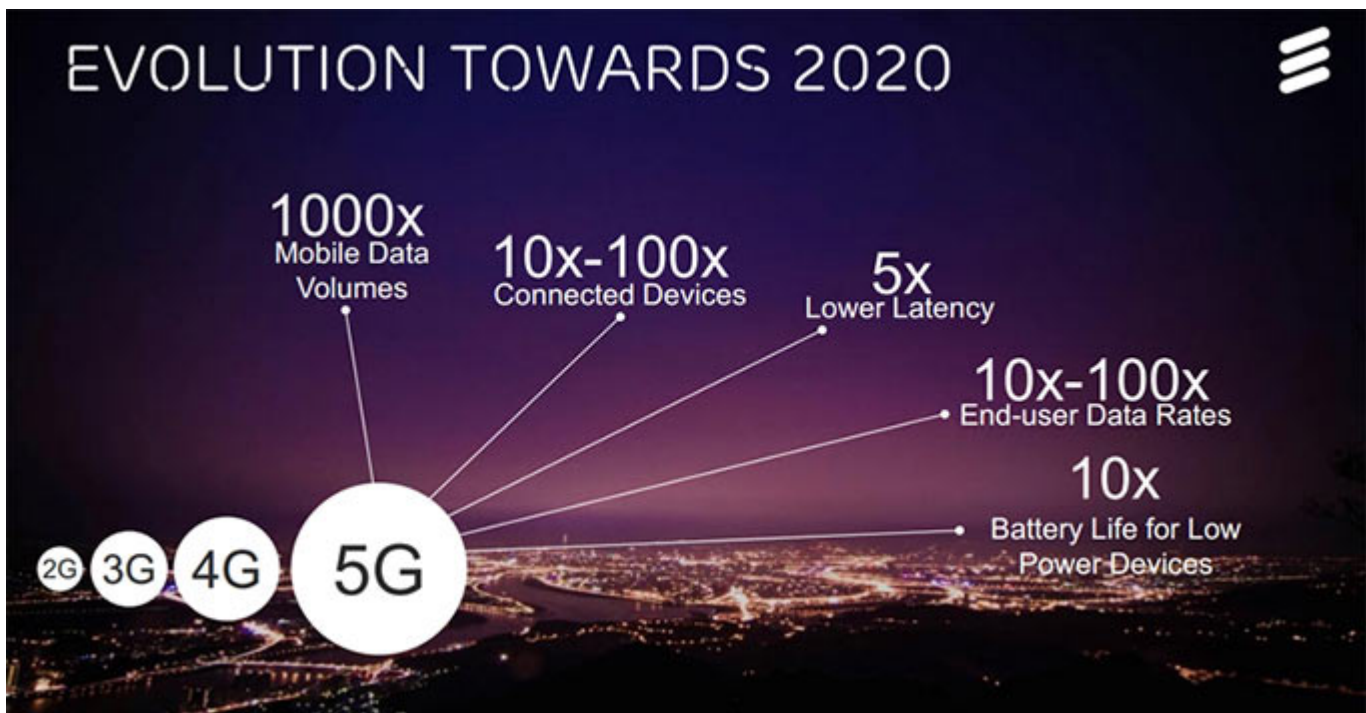 EVOLUTION TOWARDS 2020
1000x
Mobile Data
Volumes
10x-100x
Connected Devices
5x
Lower Latency
10x-100x
End-user Data Rates
10x
Battery Life for Low
Power Devices
2G
3G
4G
5G